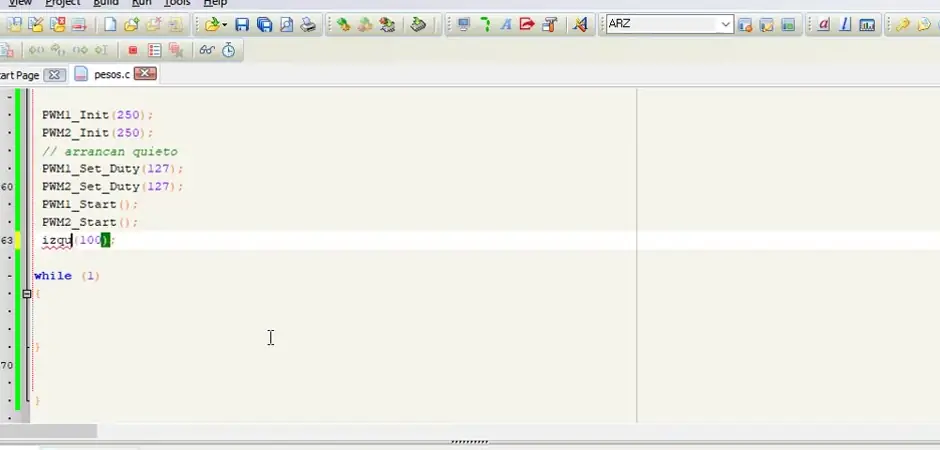 View Project Build Run Tools Help
ARZ
Start Page pesos.c
PWM1_Init(250);
PWM2_Init(250);
// arrancan quieto
PWM1_Set_Duty(127);
60 PWM2_Set_Duty(127);
PWM1_Start();
PWM2_Start();
63 izqu(100);
while (1)
{
}
70
}